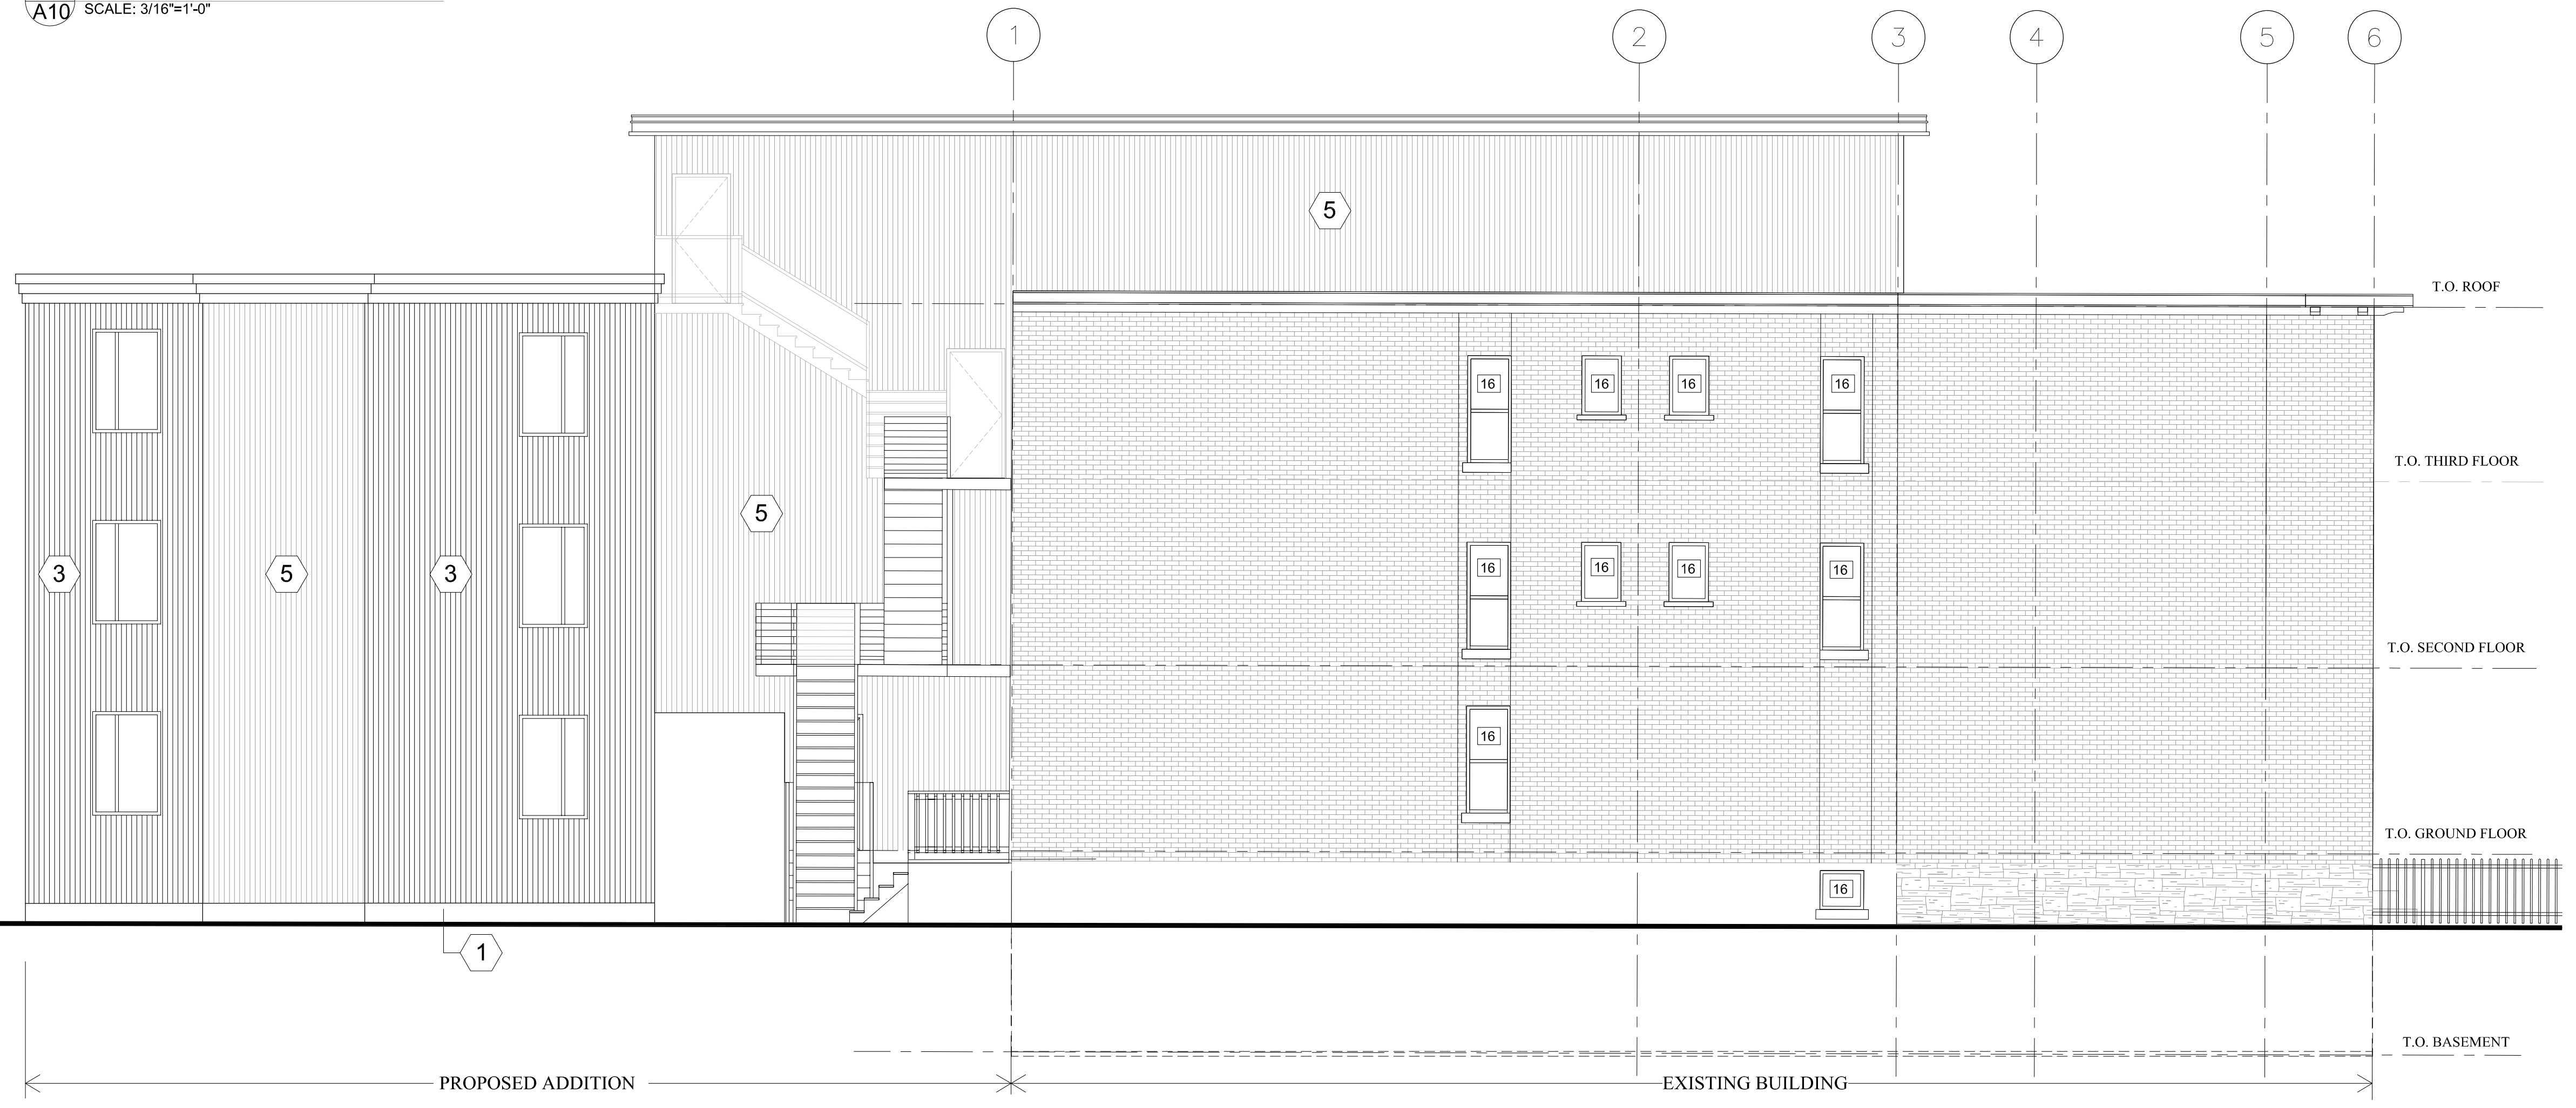 A10 SCALE: 3/16"=1'-0"
1 2 3 4 5 6
5
T.O. ROOF
16 16 16 16
T.O. THIRD FLOOR
5
3 5 3
16 16 16 16
T.O. SECOND FLOOR
16
T.O. GROUND FLOOR
16
1
T.O. BASEMENT
PROPOSED ADDITION EXISTING BUILDING